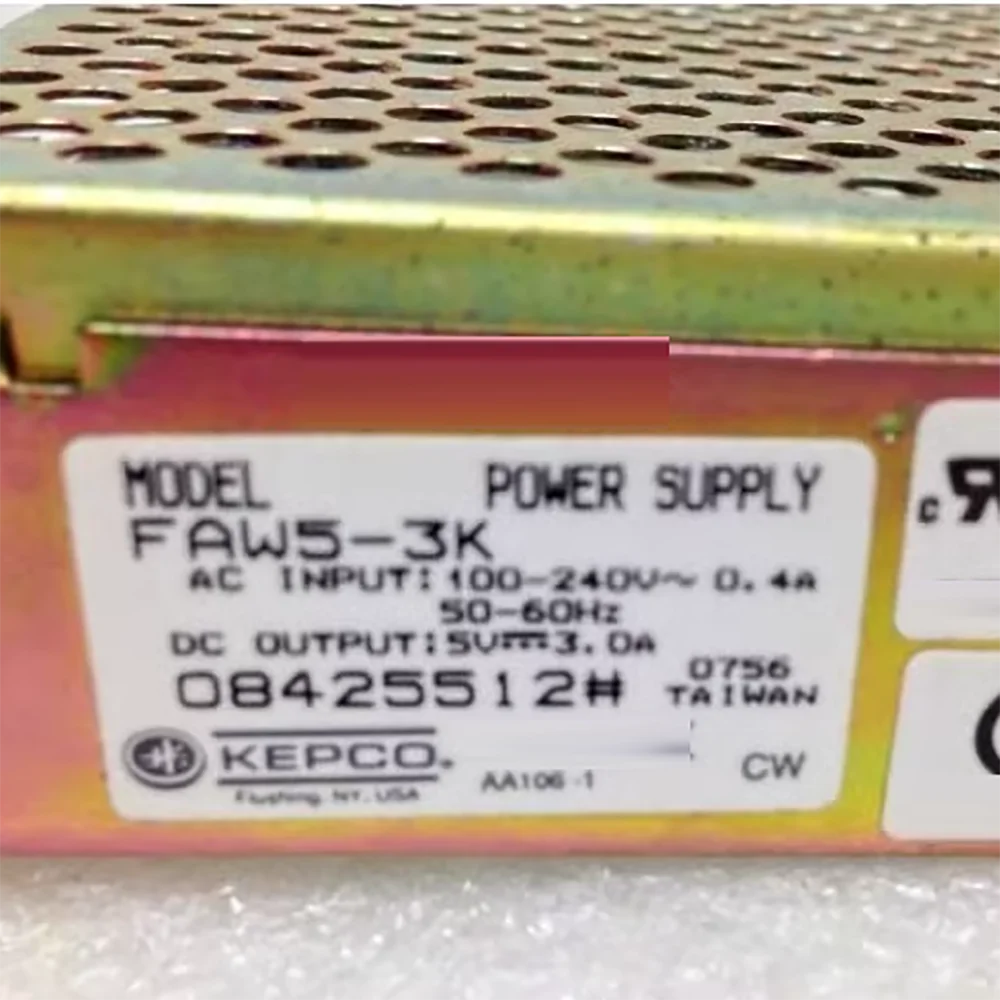 MODEL POWER SUPPLY
FAW5-3K
AC INPUT: 100-240V~ 0.4A
50-60Hz
DC OUTPUT: 5V⎓3.0A
08425512# 0756
TAIWAN
KEPCO.
AA106-1 CW
Flushing, NY, USA
c